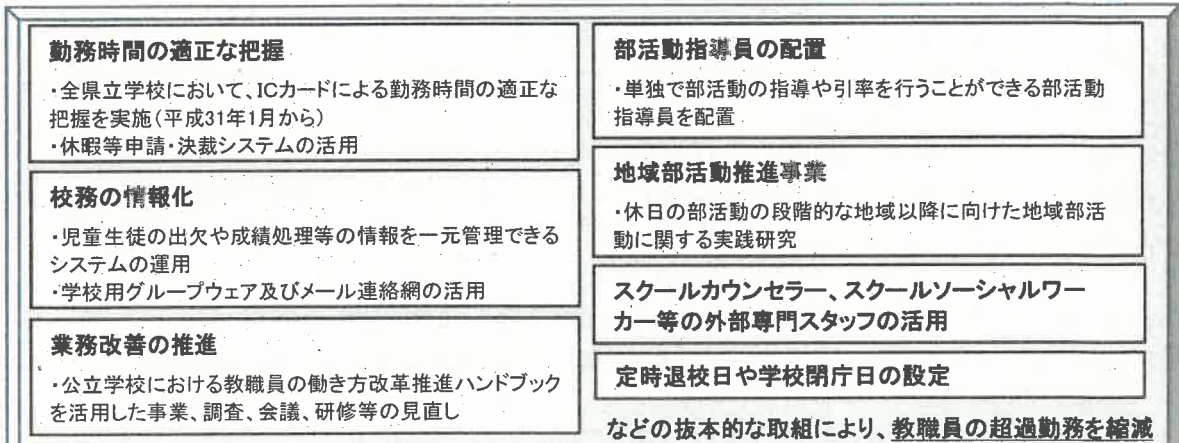 勤務時間の適正な把握
・全県立学校において、ICカードによる勤務時間の適正な
把握を実施(平成31年1月から)
・休暇等申請・決裁システムの活用
校務の情報化
・児童生徒の出欠や成績処理等の情報を一元管理できる
システムの運用
・学校用グループウェア及びメール連絡網の活用
業務改善の推進
・公立学校における教職員の働き方改革推進ハンドブック
を活用した事業、調査、会議、研修等の見直し
部活動指導員の配置
・単独で部活動の指導や引率を行うことができる部活動
指導員を配置
地域部活動推進事業
・休日の部活動の段階的な地域以降に向けた地域部活
動に関する実践研究
スクールカウンセラー、スクールソーシャルワー
カー等の外部専門スタッフの活用
定時退校日や学校閉庁日の設定
などの抜本的な取組により、教職員の超過勤務を縮減